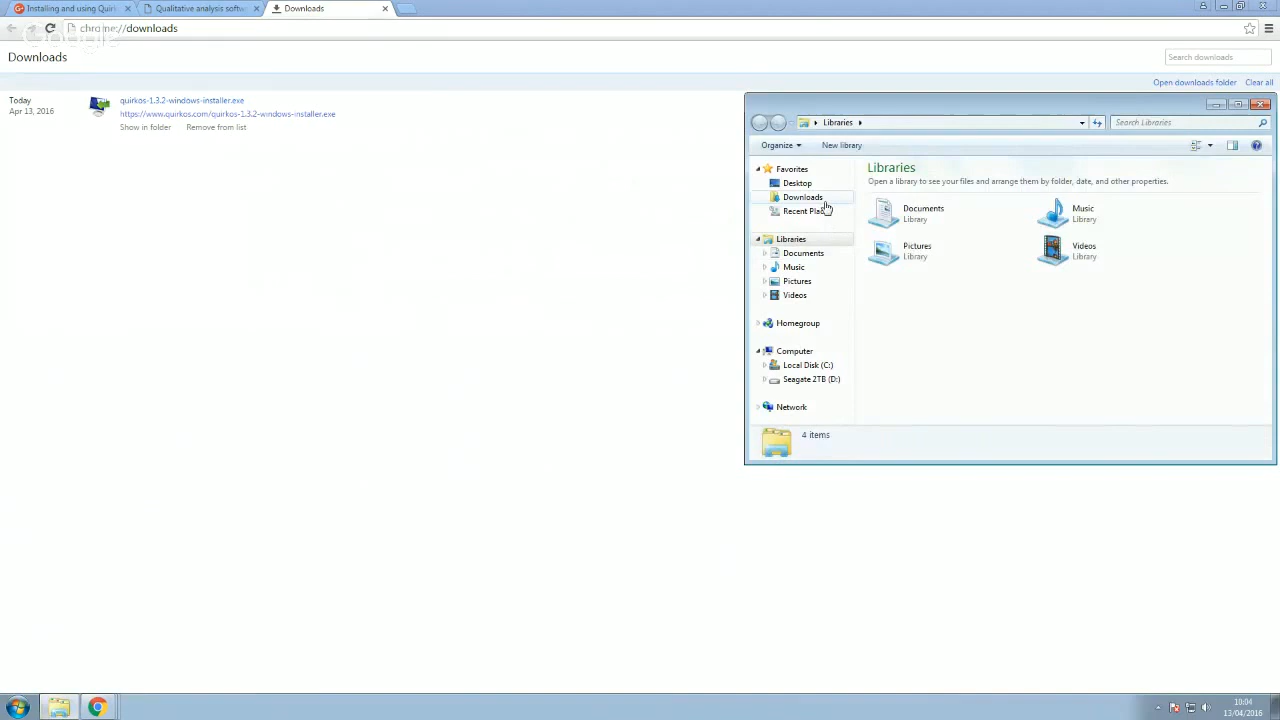 Installing and using Quirk
Qualitative analysis softw
Downloads
chrome://downloads
Google
Downloads
Search downloads
Open downloads folder
Clear all
Today
Apr 13, 2016
quirkos-1.3.2-windows-installer.exe
https://www.quirkos.com/quirkos-1.3.2-windows-installer.exe
Show in folder
Remove from list
Libraries
Search Libraries
Organize
New library
Favorites
Desktop
Downloads
Recent Plac
Libraries
Documents
Music
Pictures
Videos
Homegroup
Computer
Local Disk (C:)
Seagate 2TB (D:)
Network
Libraries
Open a library to see your files and arrange them by folder, date, and other properties.
Documents
Library
Music
Library
Pictures
Library
Videos
Library
4 items
10:04
13/04/2016